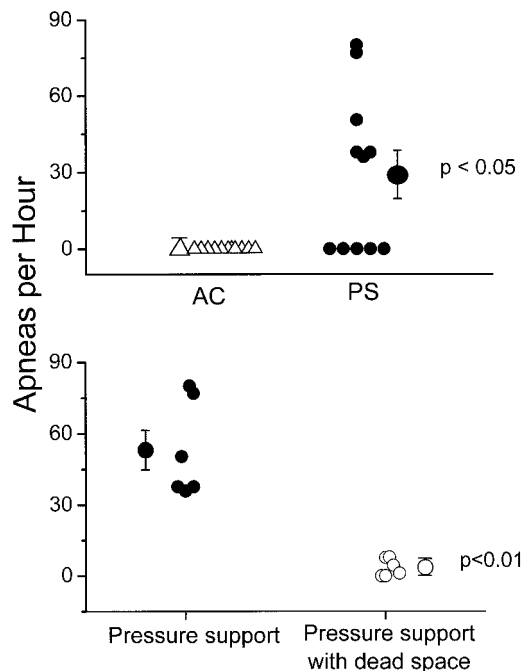 Apneas per Hour
90
60
30
0
p < 0.05
AC
PS
90
60
30
0
p<0.01
Pressure support
Pressure support
with dead space